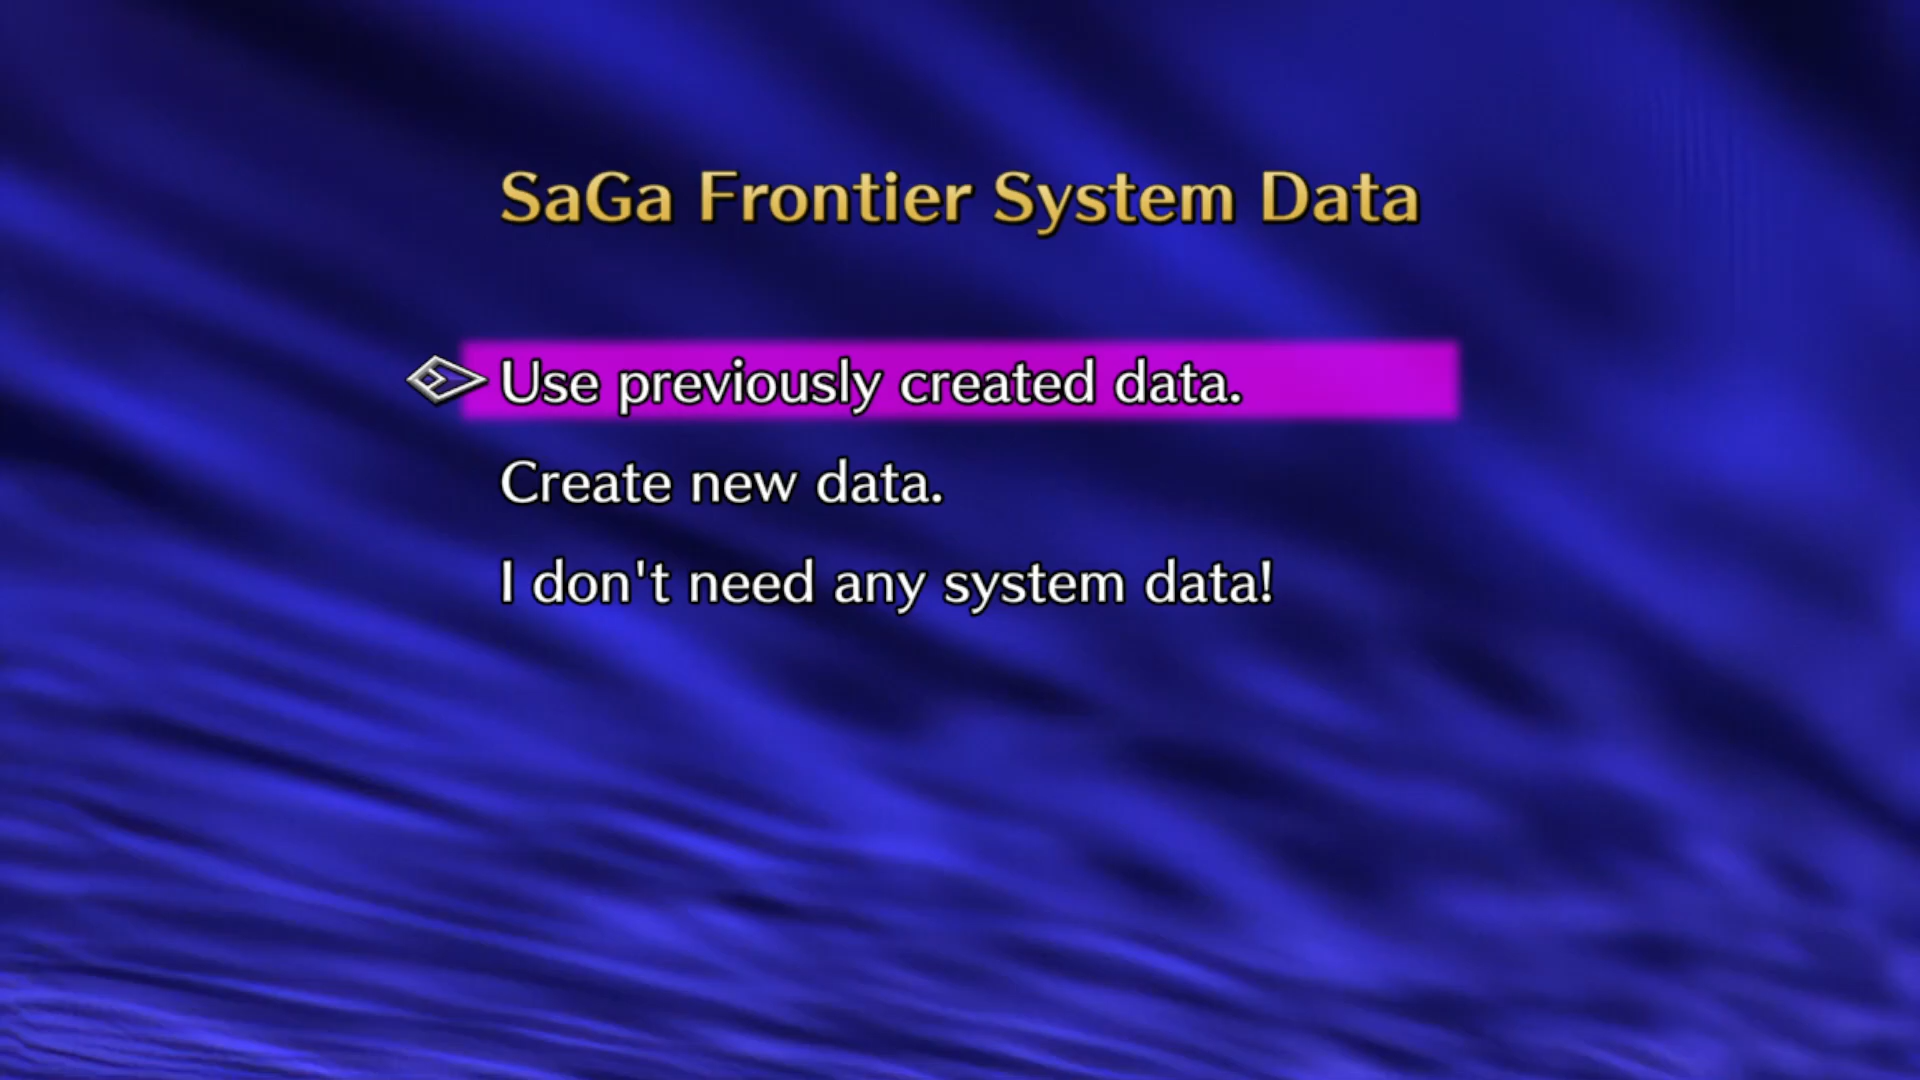 SaGa Frontier System Data
Use previously created data.
Create new data.
I don't need any system data!